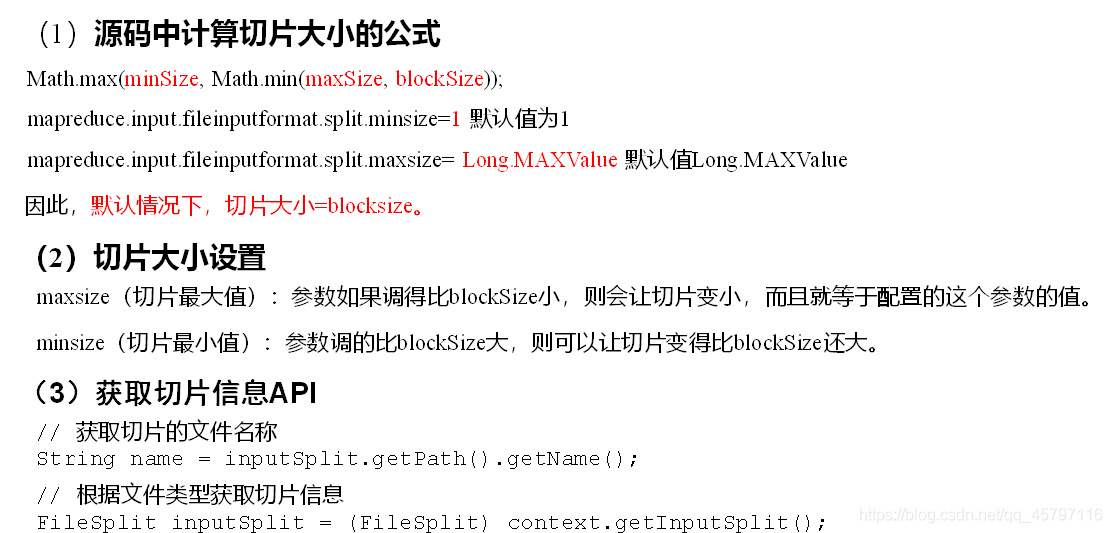 （1）源码中计算切片大小的公式
Math.max(minSize, Math.min(maxSize, blockSize));
mapreduce.input.fileinputformat.split.minsize=1 默认值为1
mapreduce.input.fileinputformat.split.maxsize= Long.MAXValue 默认值Long.MAXValue
因此，默认情况下，切片大小=blocksize。
（2）切片大小设置
maxsize（切片最大值）：参数如果调得比blockSize小，则会让切片变小，而且就等于配置的这个参数的值。
minsize（切片最小值）：参数调的比blockSize大，则可以让切片变得比blockSize还大。
（3）获取切片信息API
// 获取切片的文件名称
String name = inputSplit.getPath().getName();
// 根据文件类型获取切片信息
FileSplit inputSplit = (FileSplit) context.getInputSplit();
https://blog.csdn.net/qq_45797116